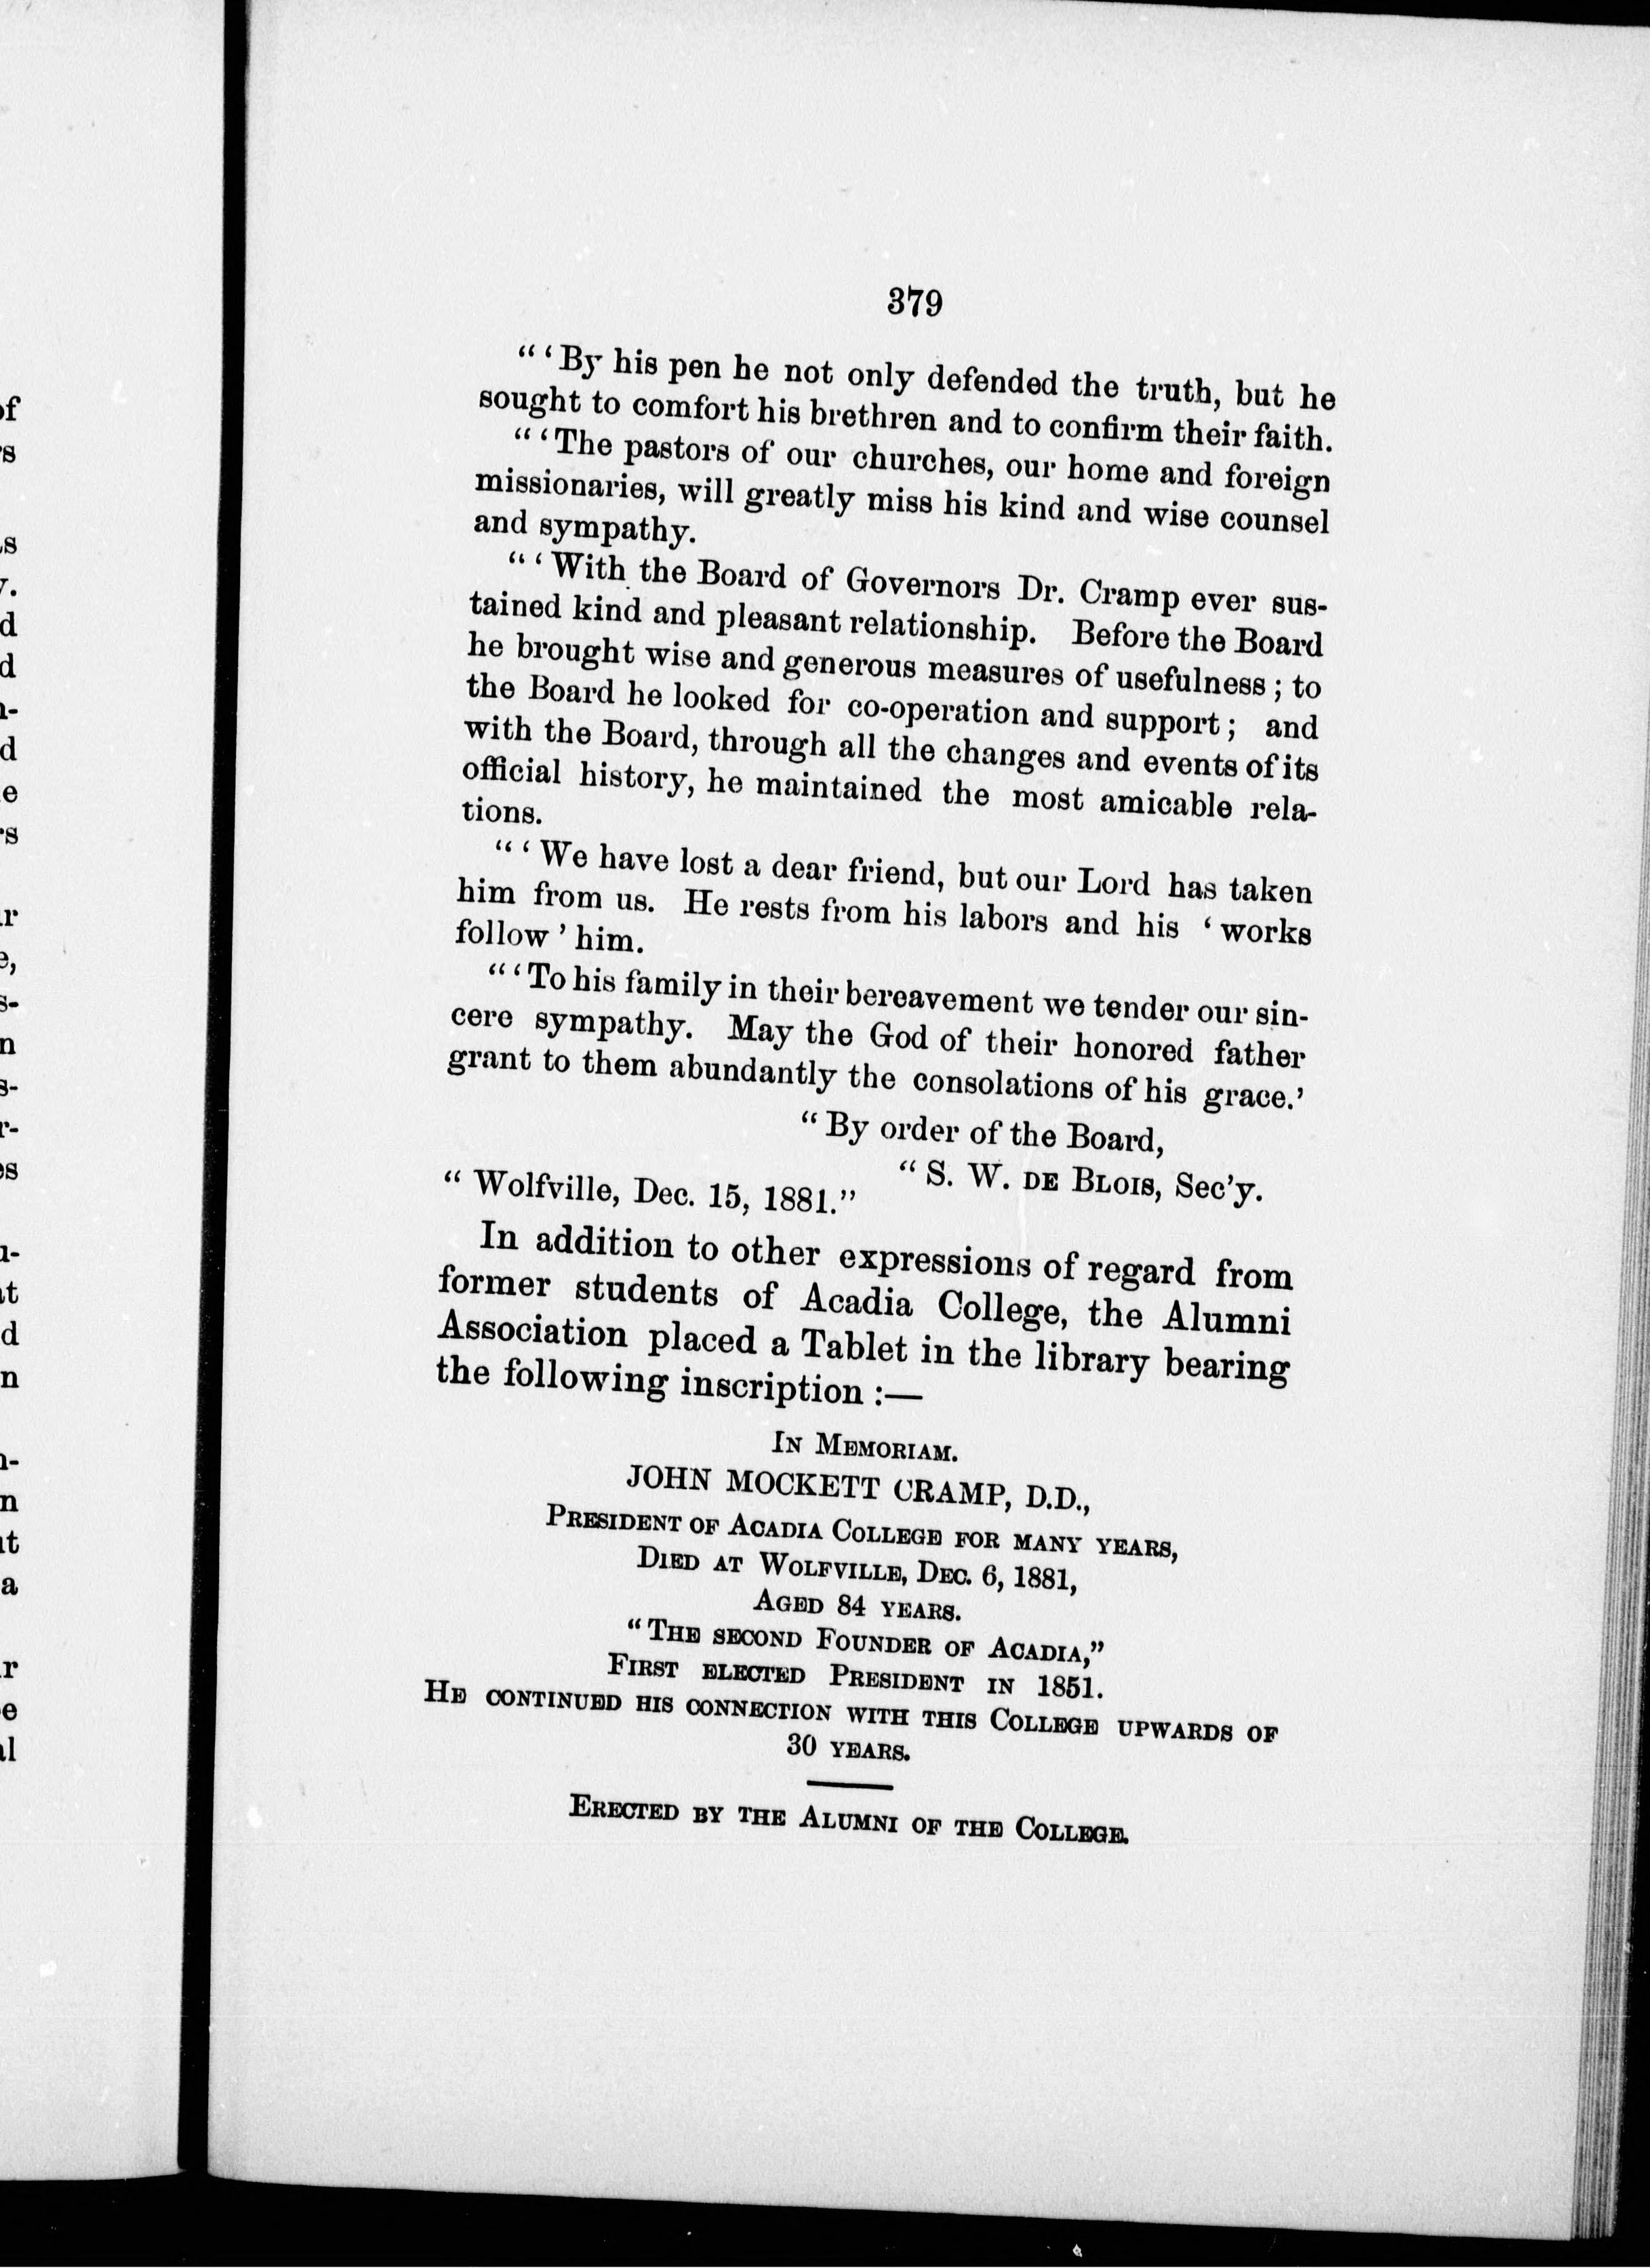 379
"'By his pen he not only defended the truth, but he
sought to comfort his brethren and to confirm their faith.
"'The pastors of our churches, our home and foreign
missionaries, will greatly miss his kind and wise counsel
and sympathy.
"'With the Board of Governors Dr. Cramp ever sus-
tained kind and pleasant relationship. Before the Board
he brought wise and generous measures of usefulness; to
the Board he looked for co-operation and support; and
with the Board, through all the changes and events of its
official history, he maintained the most amicable rela-
tions.
"'We have lost a dear friend, but our Lord has taken
him from us. He rests from his labors and his 'works
follow' him.
"'To his family in their bereavement we tender our sin-
cere sympathy. May the God of their honored father
grant to them abundantly the consolations of his grace.'
"By order of the Board,
"S. W. DE BLOIS, Sec'y.
"Wolfville, Dec. 15, 1881."
In addition to other expressions of regard from
former students of Acadia College, the Alumni
Association placed a Tablet in the library bearing
the following inscription :—
IN MEMORIAM.
JOHN MOCKETT CRAMP, D.D.,
PRESIDENT OF ACADIA COLLEGE FOR MANY YEARS,
DIED AT WOLFVILLE, DEC. 6, 1881,
AGED 84 YEARS.
"THE SECOND FOUNDER OF ACADIA,"
FIRST ELECTED PRESIDENT IN 1851.
HE CONTINUED HIS CONNECTION WITH THIS COLLEGE UPWARDS OF
30 YEARS.
ERECTED BY THE ALUMNI OF THE COLLEGE.